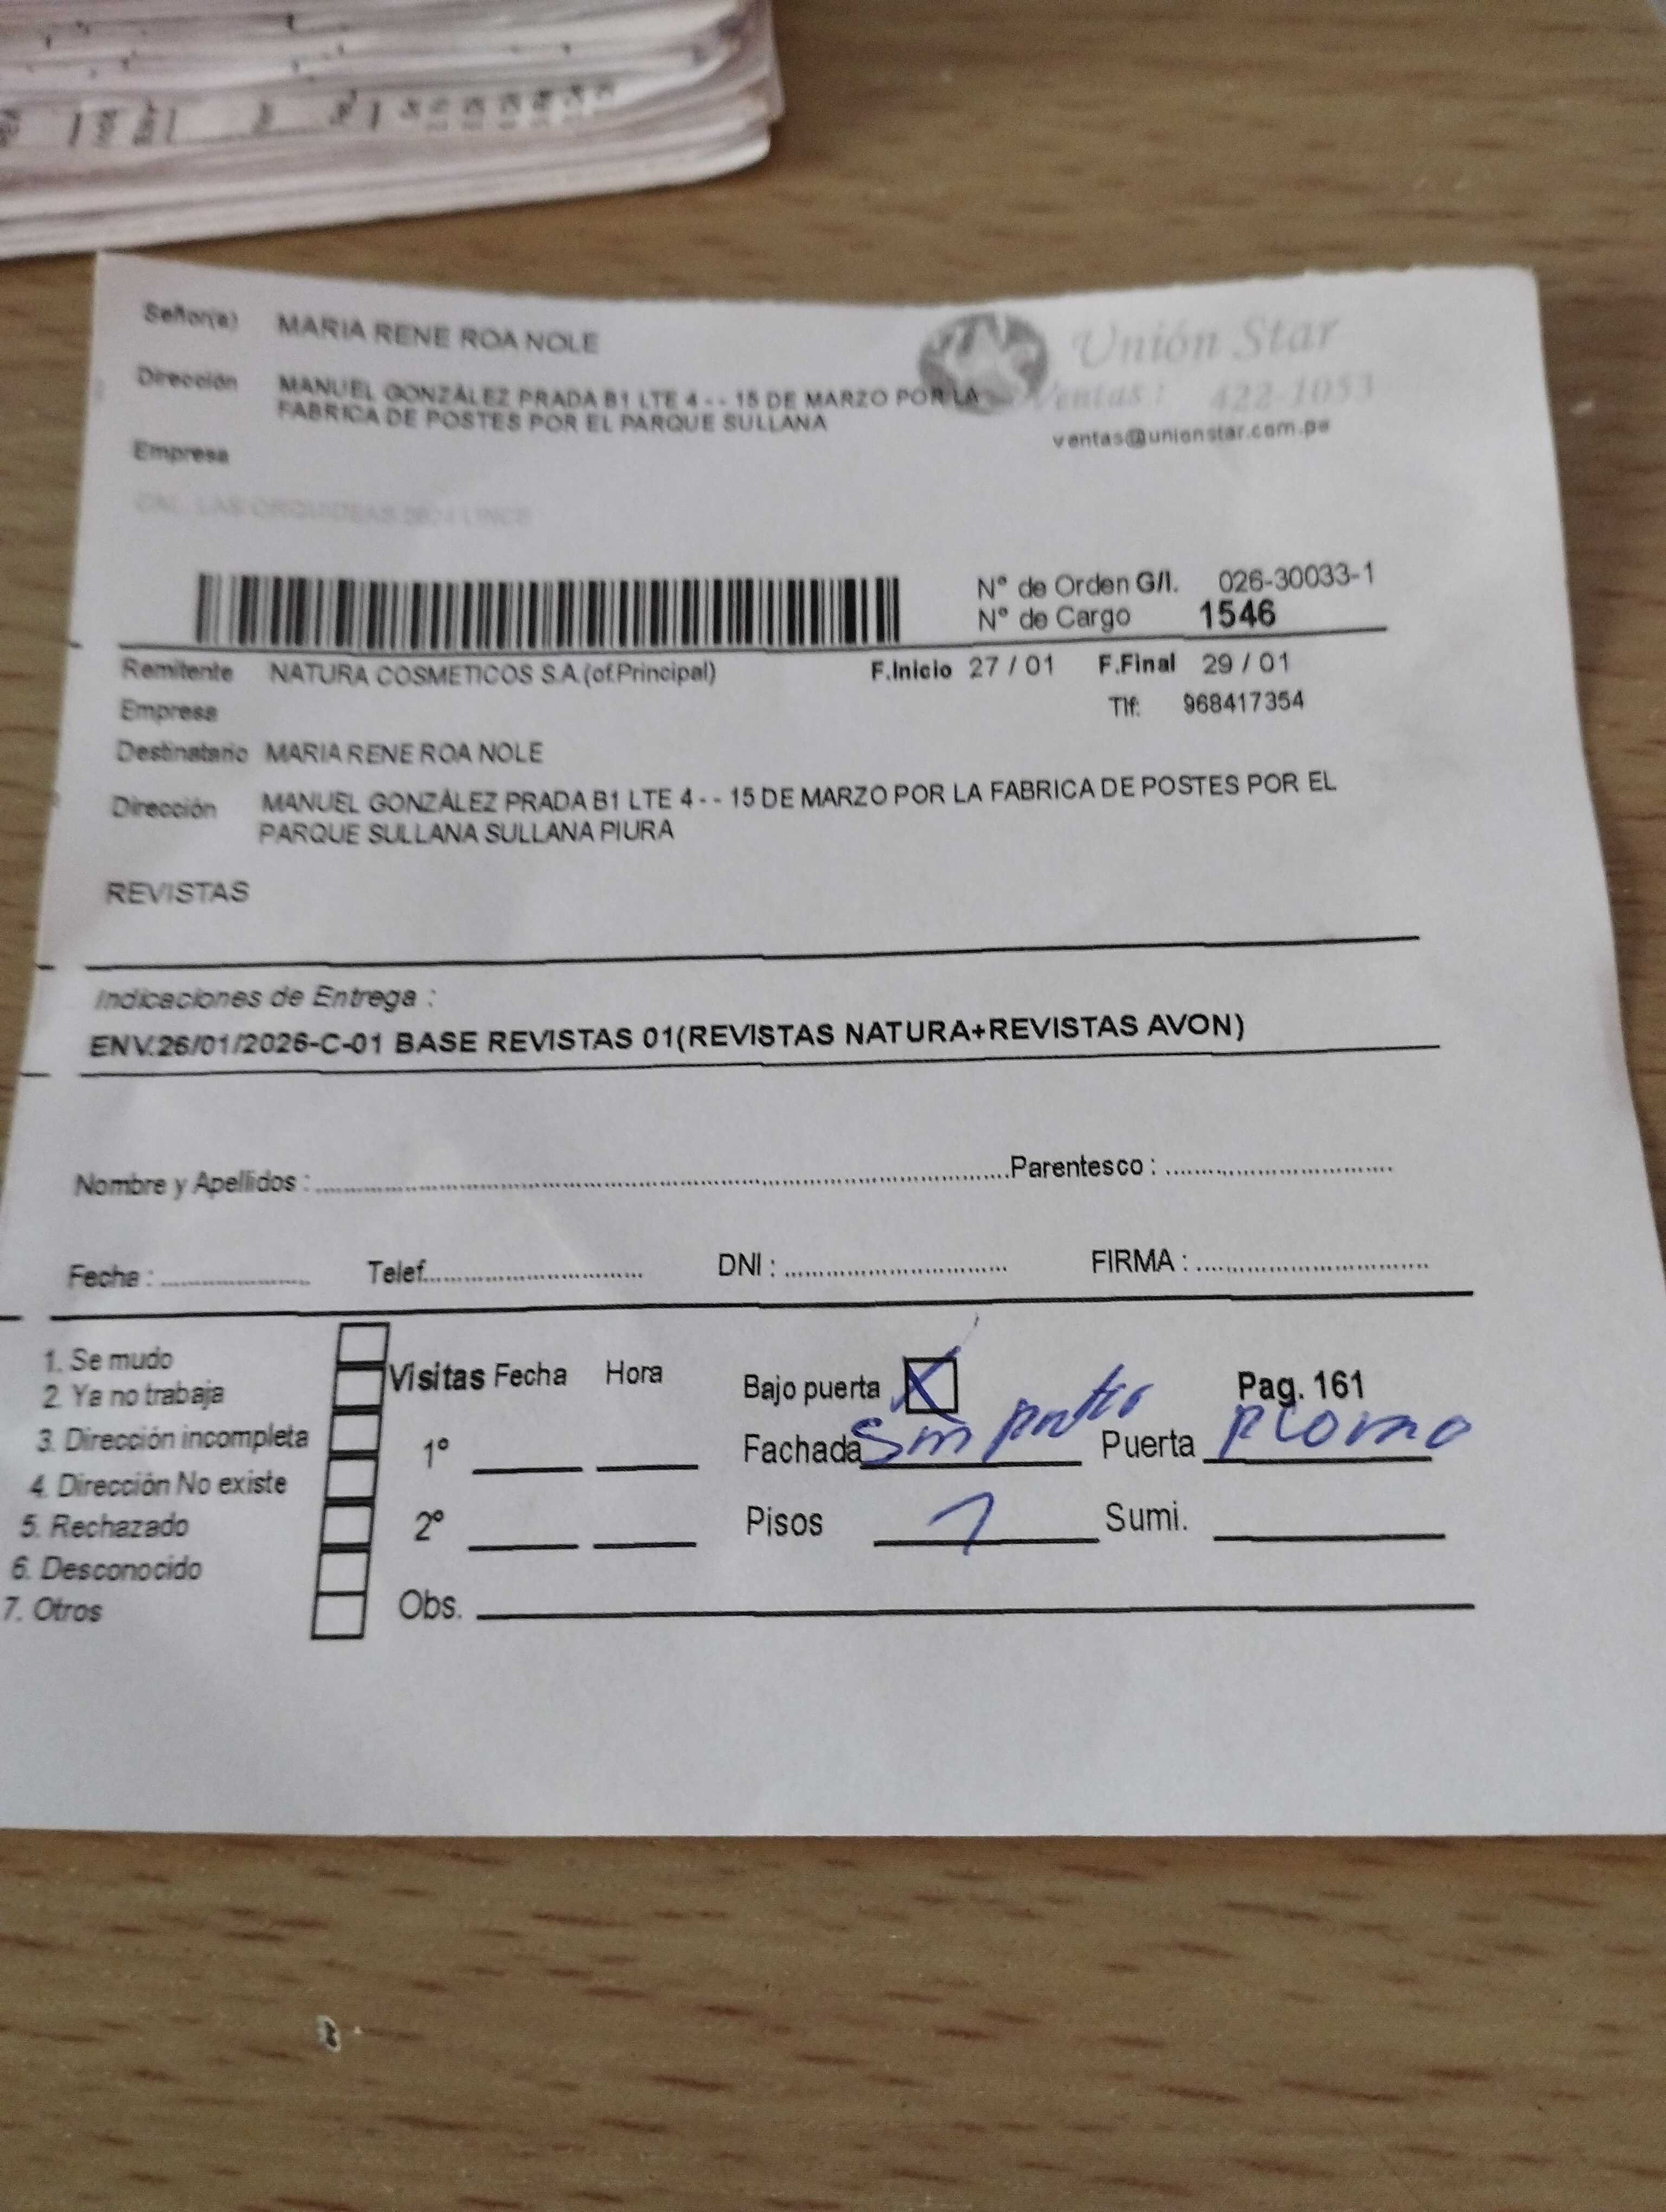 Señor(a) MARIA RENE ROA NOLE
Unión Star
Dirección MANUEL GONZÁLEZ PRADA B1 LTE 4 - - 15 DE MARZO POR LA
FABRICA DE POSTES POR EL PARQUE SULLANA
Ventas : 422-1053
ventas@unionstar.com.pe
Empresa
CAL. LAS ORQUIDEAS LINCE
N° de Orden G/I. 026-30033-1
N° de Cargo 1546
Remitente NATURA COSMETICOS S.A.(of.Principal) F.Inicio 27 / 01 F.Final 29 / 01
Empresa Tlf: 968417354
Destinatario MARIA RENE ROA NOLE
Dirección MANUEL GONZÁLEZ PRADA B1 LTE 4 - - 15 DE MARZO POR LA FABRICA DE POSTES POR EL
PARQUE SULLANA SULLANA PIURA
REVISTAS
Indicaciones de Entrega :
ENV.26/01/2026-C-01 BASE REVISTAS 01(REVISTAS NATURA+REVISTAS AVON)
Nombre y Apellidos : Parentesco :
Fecha : Telef. DNI : FIRMA :
1. Se mudo
2. Ya no trabaja
3. Dirección incompleta
4. Dirección No existe
5. Rechazado
6. Desconocido
7. Otros
Visitas Fecha Hora
1°
2°
Obs.
Bajo puerta X Pag. 161
Fachada Sin Puerta plomo
Pisos 1 Sumi.